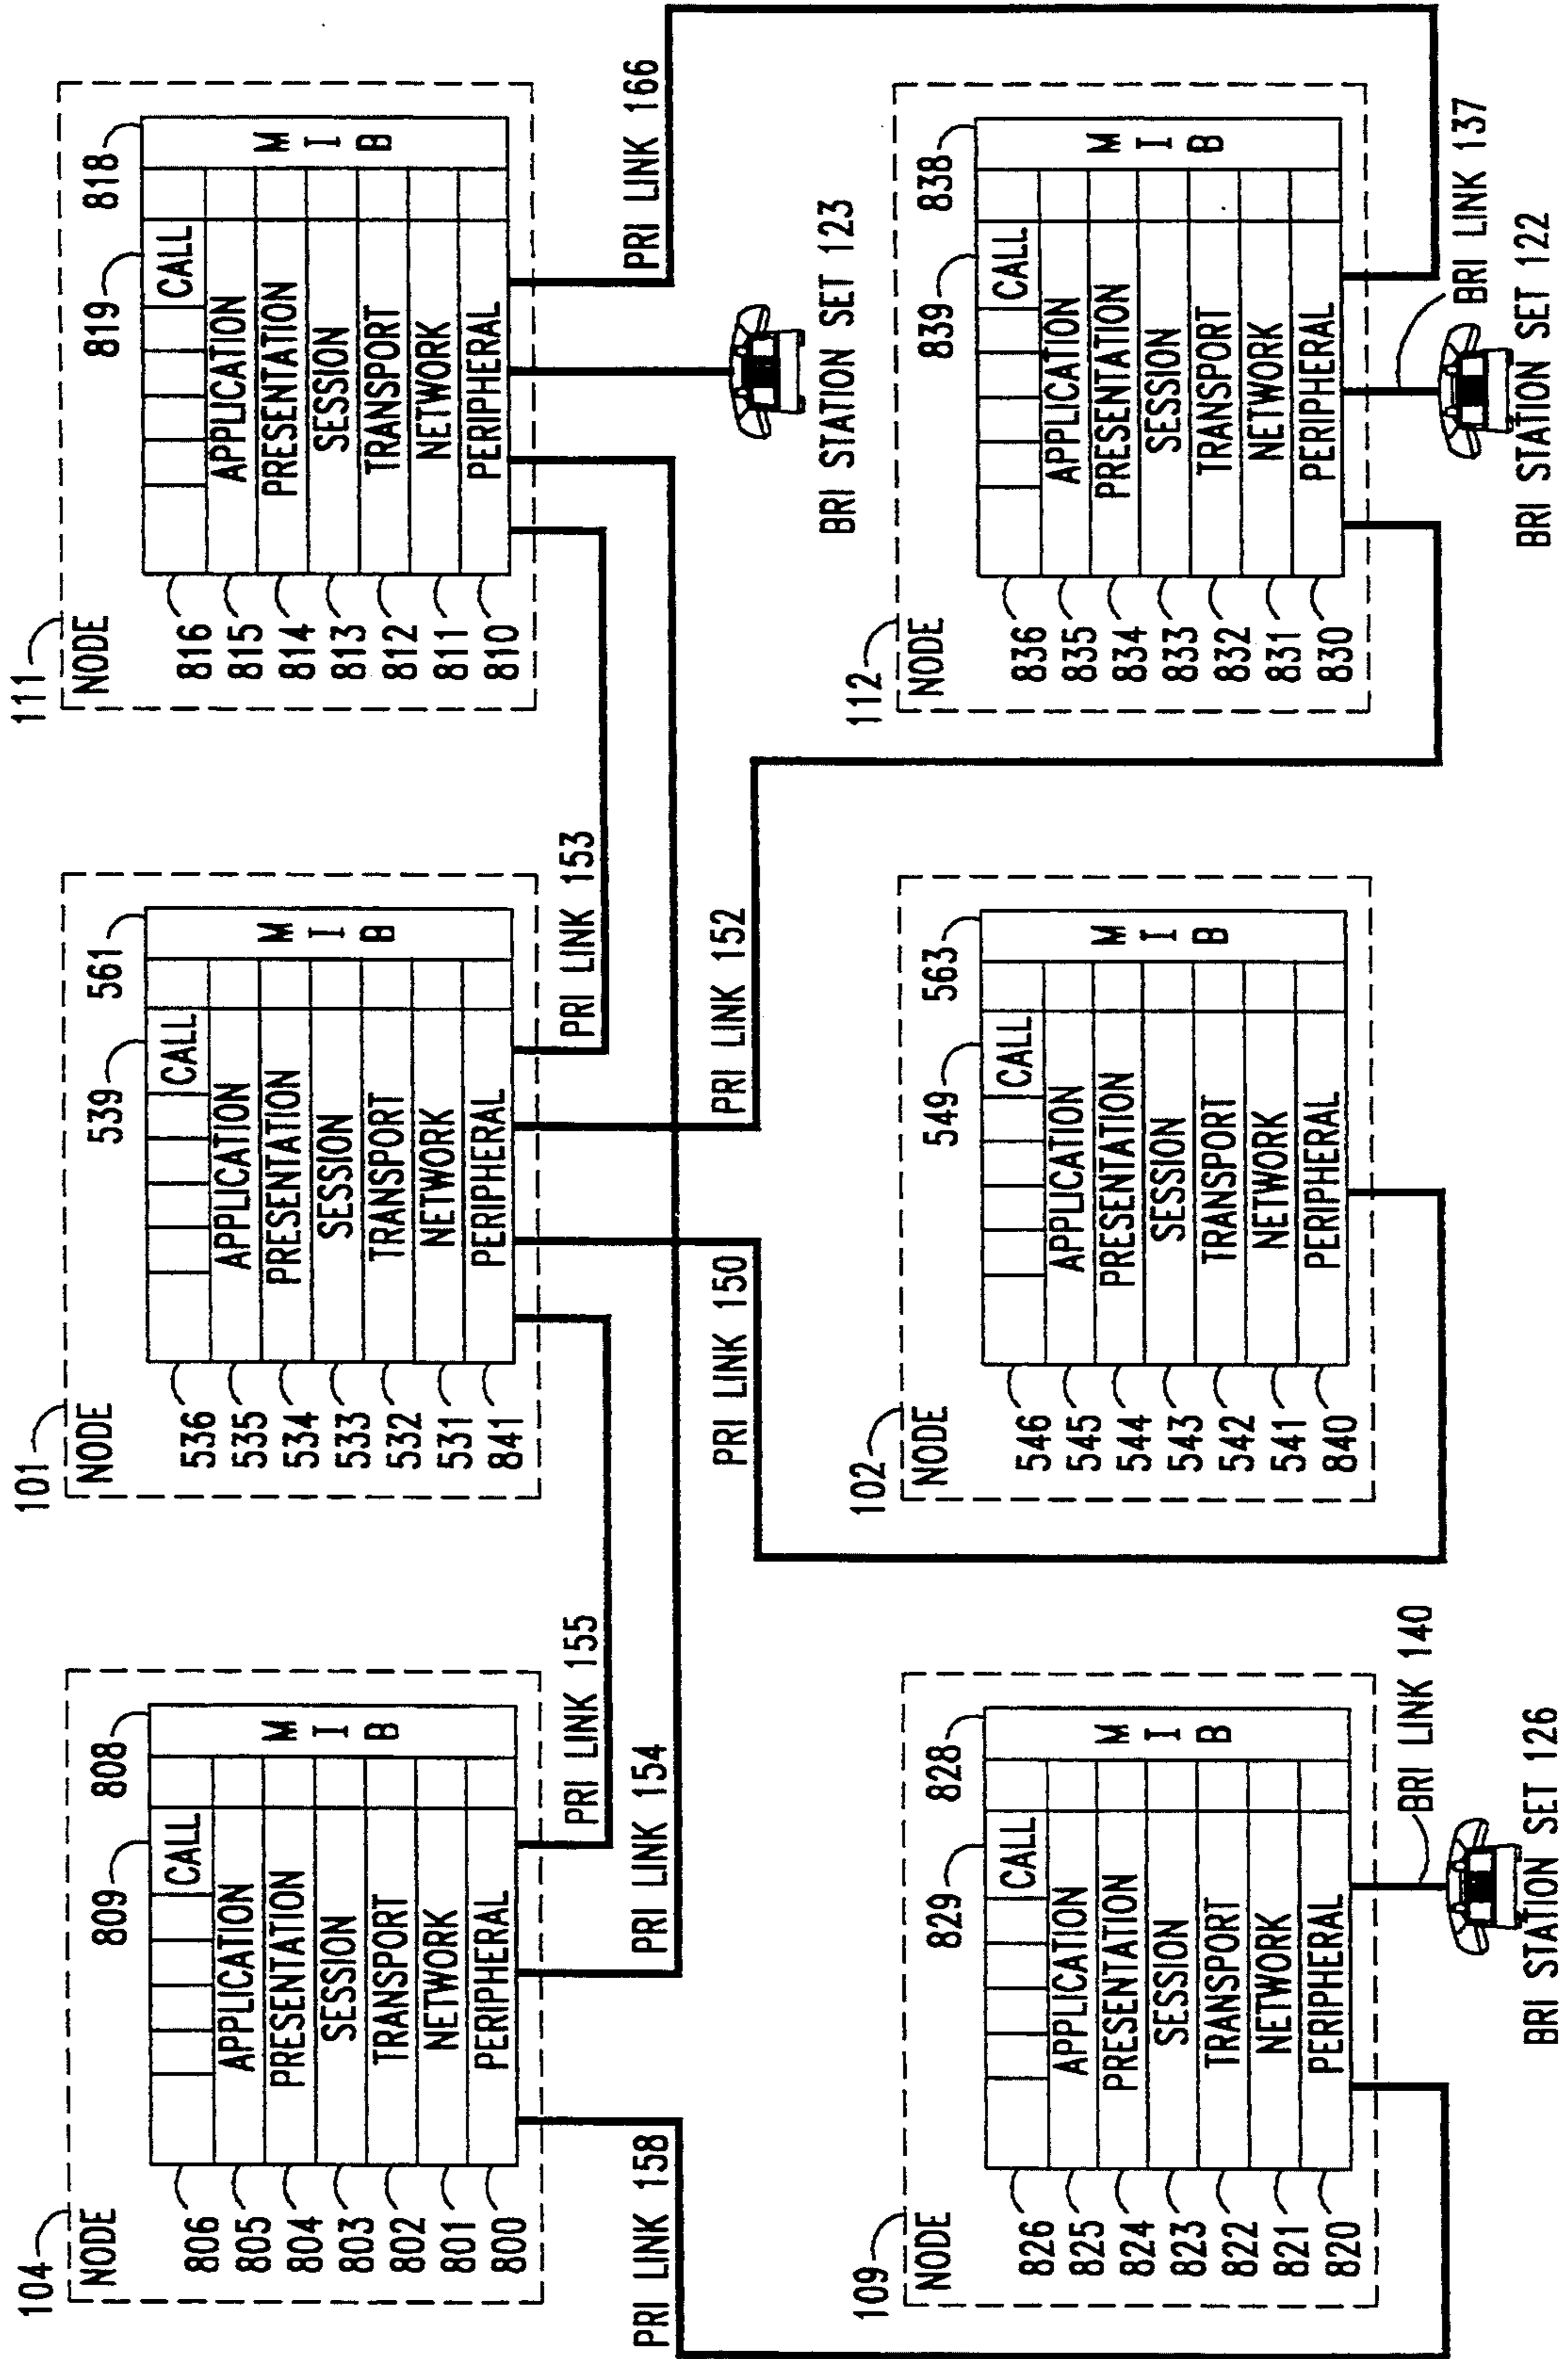 104
NODE
809
808
806
805
804
803
802
801
800
CALL
APPLICATION
PRESENTATION
SESSION
TRANSPORT
NETWORK
PERIPHERAL
M I B
PRI LINK 158
PRI LINK 154
PRI LINK 155
101
NODE
539
561
536
535
534
533
532
531
841
CALL
APPLICATION
PRESENTATION
SESSION
TRANSPORT
NETWORK
PERIPHERAL
M I B
PRI LINK 150
PRI LINK 152
PRI LINK 153
111
NODE
819
818
816
815
814
813
812
811
810
CALL
APPLICATION
PRESENTATION
SESSION
TRANSPORT
NETWORK
PERIPHERAL
M I B
PRI LINK 166
BRI STATION SET 123
109
NODE
829
828
826
825
824
823
822
821
820
CALL
APPLICATION
PRESENTATION
SESSION
TRANSPORT
NETWORK
PERIPHERAL
M I B
BRI LINK 140
BRI STATION SET 126
102
NODE
549
563
546
545
544
543
542
541
840
CALL
APPLICATION
PRESENTATION
SESSION
TRANSPORT
NETWORK
PERIPHERAL
M I B
112
NODE
839
838
836
835
834
833
832
831
830
CALL
APPLICATION
PRESENTATION
SESSION
TRANSPORT
NETWORK
PERIPHERAL
M I B
BRI LINK 137
BRI STATION SET 122